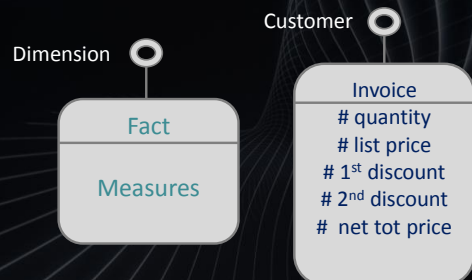 Customer
Dimension
Invoice
# quantity
# list price
# 1st discount
# 2nd discount
# net tot price
Fact
Measures